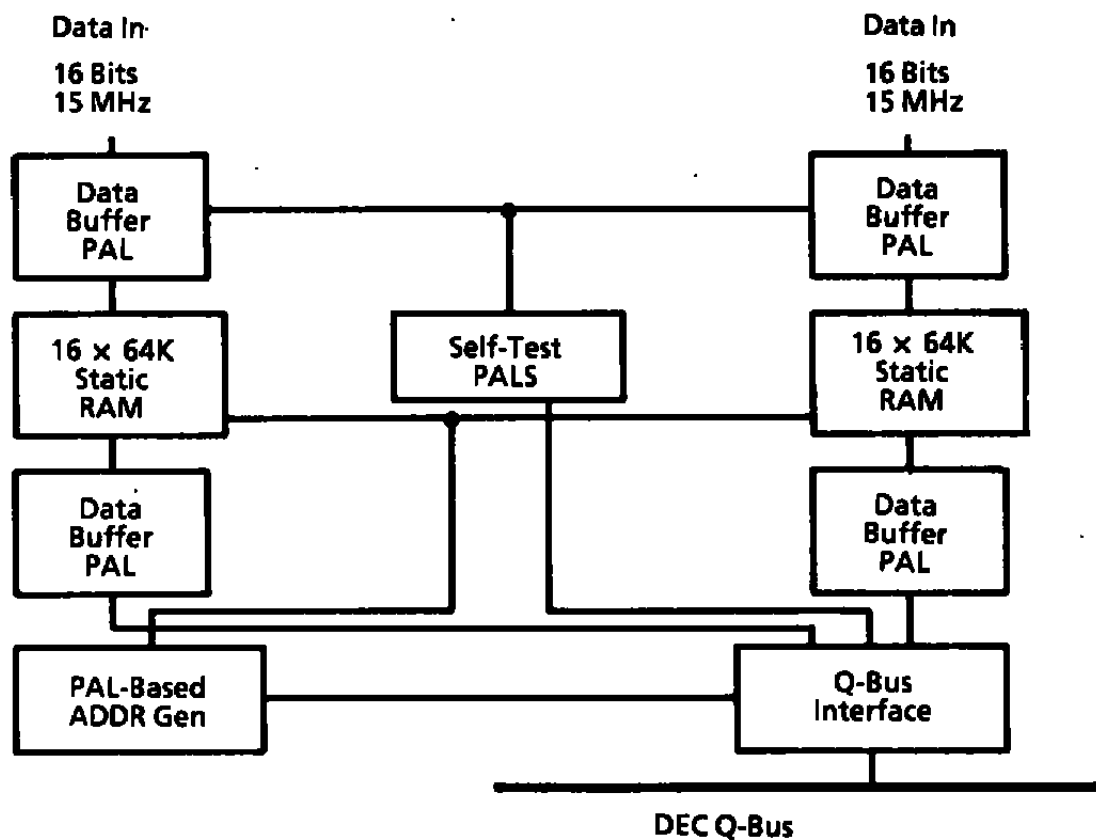 Data In
16 Bits
15 MHz
Data In
16 Bits
15 MHz
Data
Buffer
PAL
Data
Buffer
PAL
16 × 64K
Static
RAM
Self-Test
PALS
16 × 64K
Static
RAM
Data
Buffer
PAL
Data
Buffer
PAL
PAL-Based
ADDR Gen
Q-Bus
Interface
DEC Q-Bus